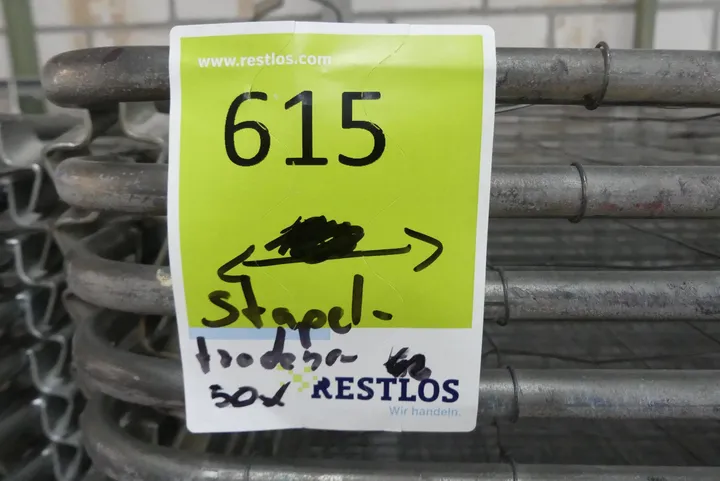 www.restlos.com
615
Stapel-
50x
RESTLOS
Wir handeln.